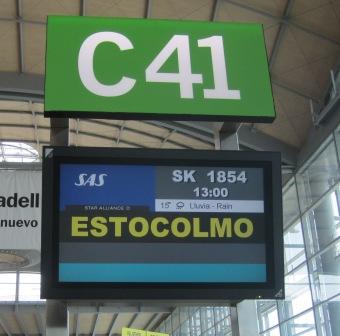 C41
SAS
STAR ALLIANCE
SK 1854
13:00
15° Lluvia - Rain
ESTOCOLMO
adell
nuevo